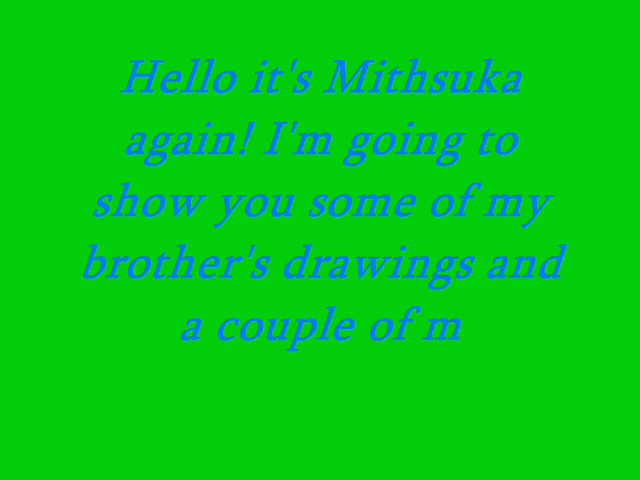 Hello it's Mithsuka
again! I'm going to
show you some of my
brother's drawings and
a couple of m